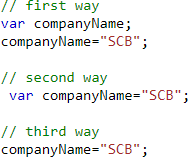 // first way
var companyName;
companyName="SCB";
// second way
var companyName="SCB";
// third way
companyName="SCB";